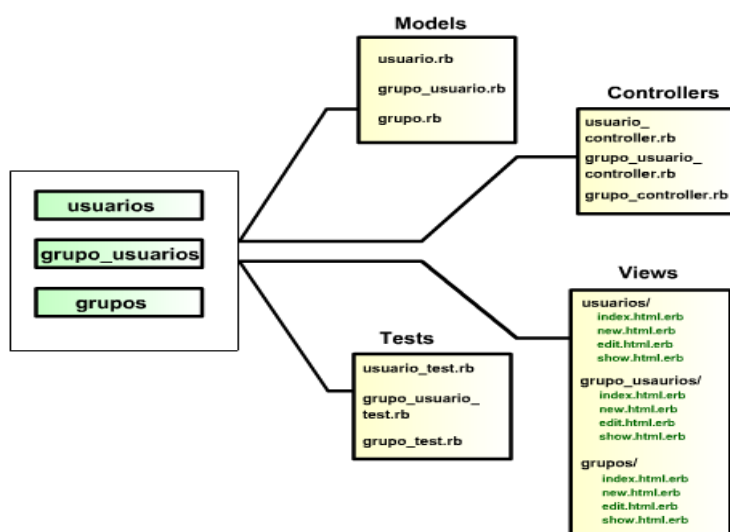 Models
usuario.rb
grupo_usuario.rb
grupo.rb
Controllers
usuario_
controller.rb
grupo_usuario_
controller.rb
grupo_controller.rb
usuarios
grupo_usuarios
grupos
Tests
usuario_test.rb
grupo_usuario_
test.rb
grupo_test.rb
Views
usuarios/
index.html.erb
new.html.erb
edit.html.erb
show.html.erb
grupo_usaurios/
index.html.erb
new.html.erb
edit.html.erb
show.html.erb
grupos/
index.html.erb
new.html.erb
edit.html.erb
show.html.erb